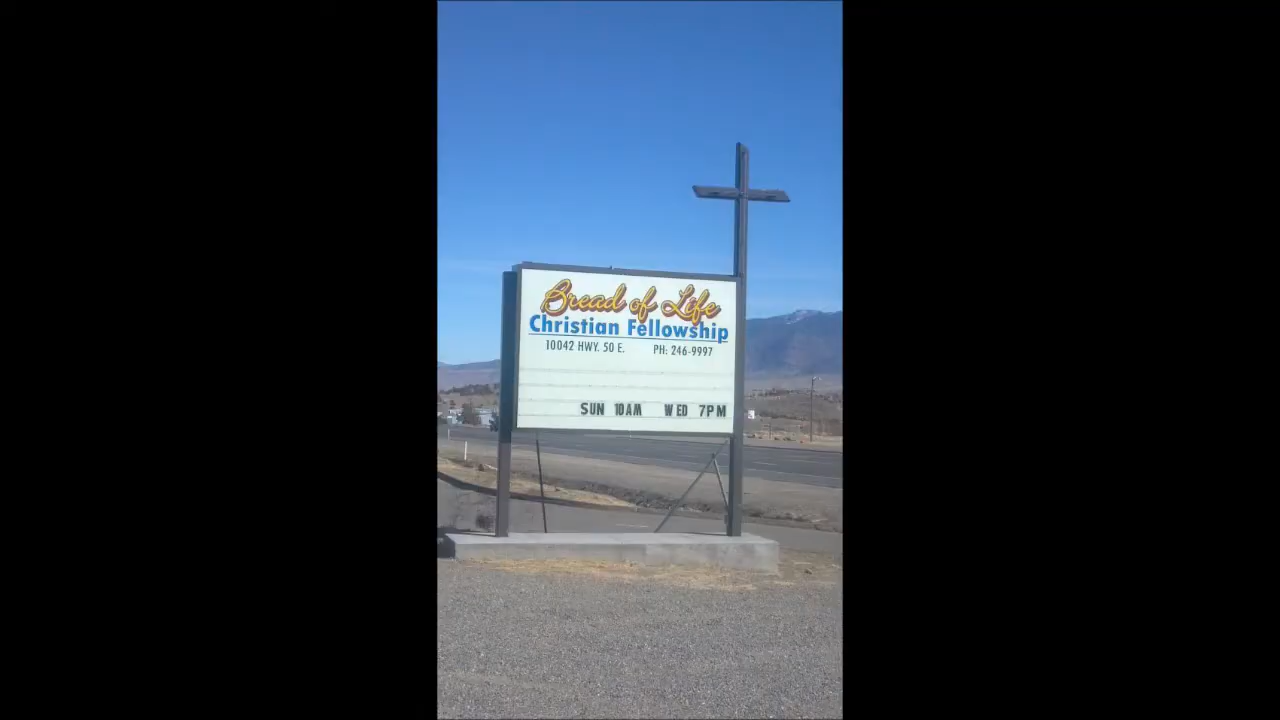 Bread of Life
Christian Fellowship
10042 HWY. 50 E. PH: 246-9997
SUN 10AM WED 7PM